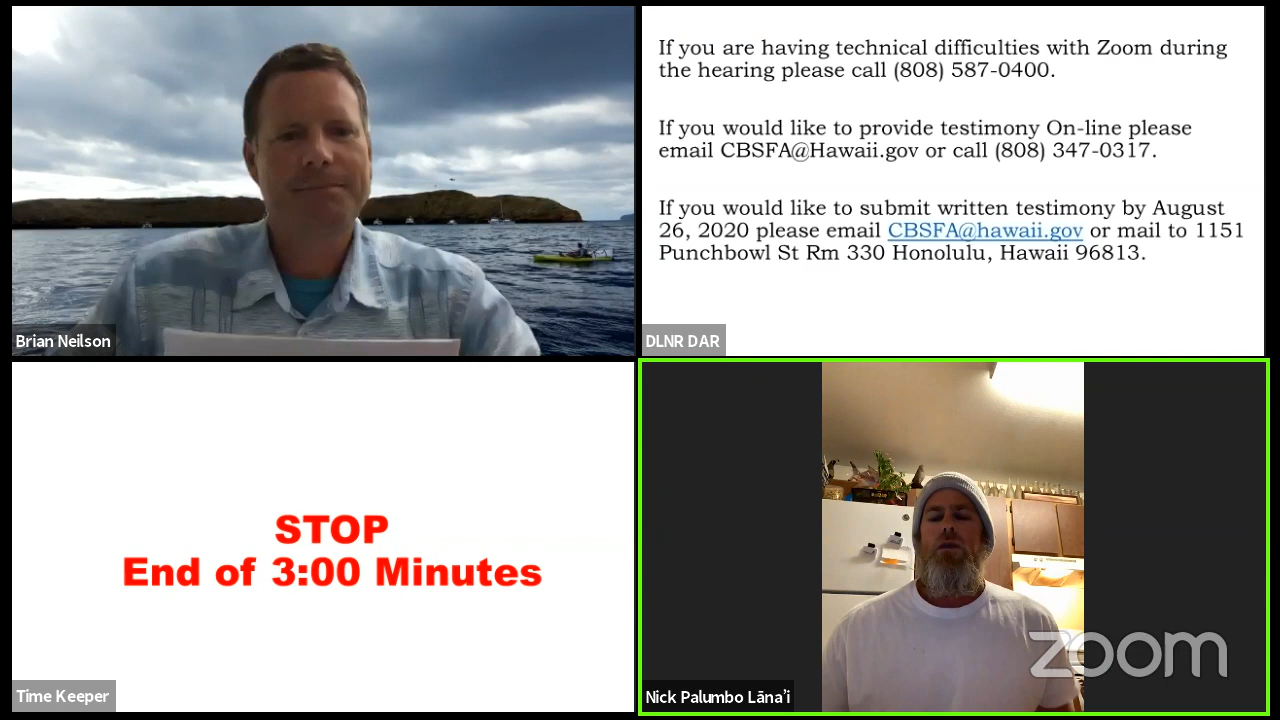 If you are having technical difficulties with Zoom during
the hearing please call (808) 587-0400.
If you would like to provide testimony On-line please
email CBSFA@Hawaii.gov or call (808) 347-0317.
If you would like to submit written testimony by August
26, 2020 please email CBSFA@hawaii.gov or mail to 1151
Punchbowl St Rm 330 Honolulu, Hawaii 96813.
Brian Neilson
DLNR DAR
STOP
End of 3:00 Minutes
Time Keeper
Nick Palumbo Lānaʼi
zoom